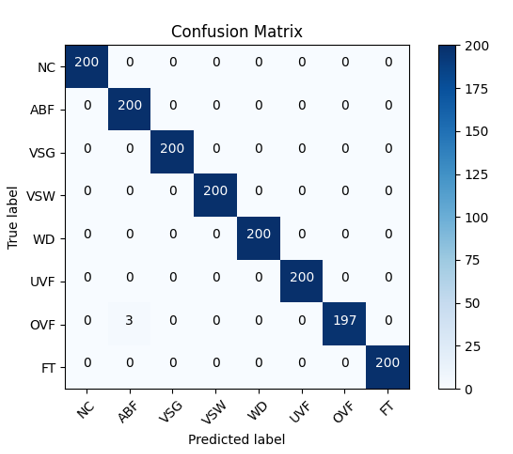 Confusion Matrix
NC 200 0 0 0 0 0 0 0
ABF 0 200 0 0 0 0 0 0
VSG 0 0 200 0 0 0 0 0
VSW 0 0 0 200 0 0 0 0
WD 0 0 0 0 200 0 0 0
UVF 0 0 0 0 0 200 0 0
OVF 0 3 0 0 0 0 197 0
FT 0 0 0 0 0 0 0 200
NC ABF VSG VSW WD UVF OVF FT
Predicted label
True label
200
175
150
125
100
75
50
25
0